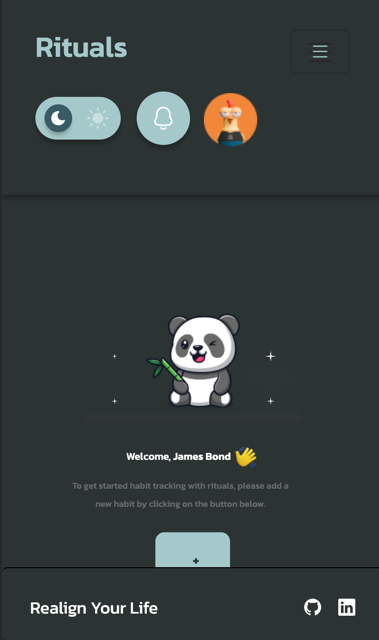 Rituals
Welcome, James Bond 👋
To get started habit tracking with rituals, please add a
new habit by clicking on the button below.
+
Realign Your Life